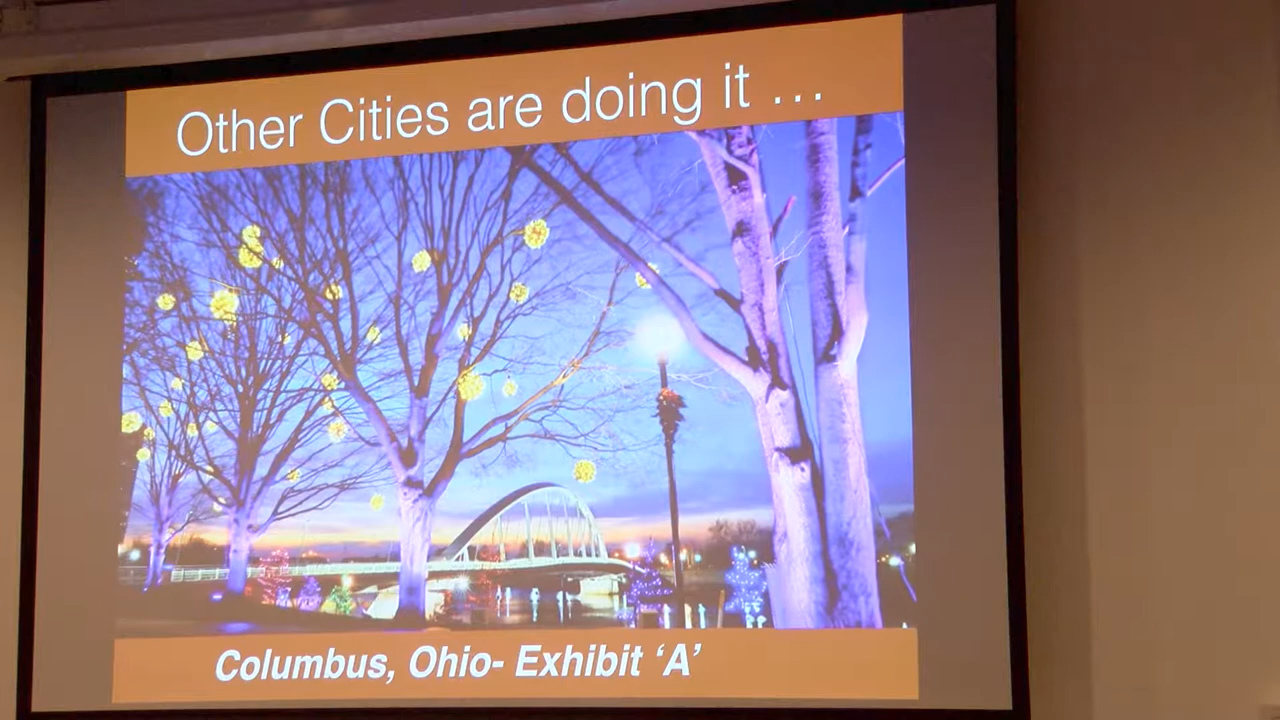 Other Cities are doing it ...
Columbus, Ohio- Exhibit ‘A’